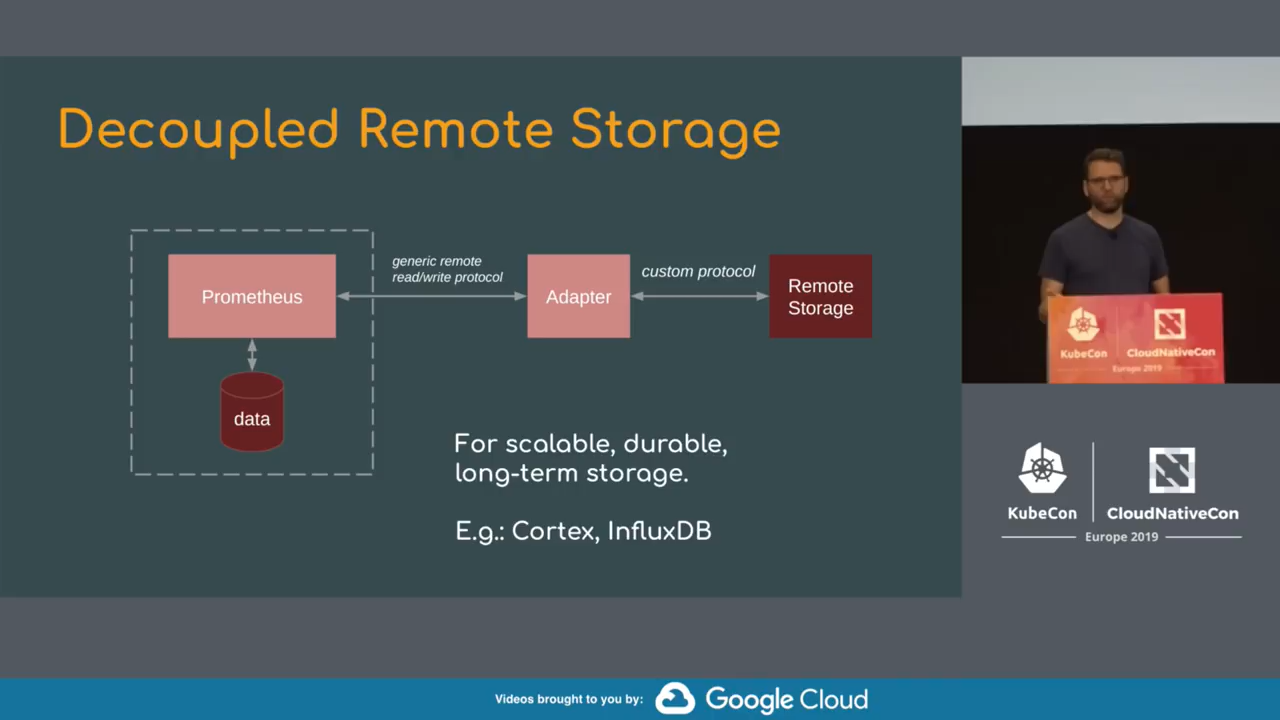 Decoupled Remote Storage
Prometheus
generic remote
read/write protocol
Adapter
custom protocol
Remote
Storage
data
For scalable, durable,
long-term storage.
E.g.: Cortex, InfluxDB
KubeCon
CloudNativeCon
Europe 2019
KubeCon
CloudNativeCon
Europe 2019
Videos brought to you by:
Google Cloud